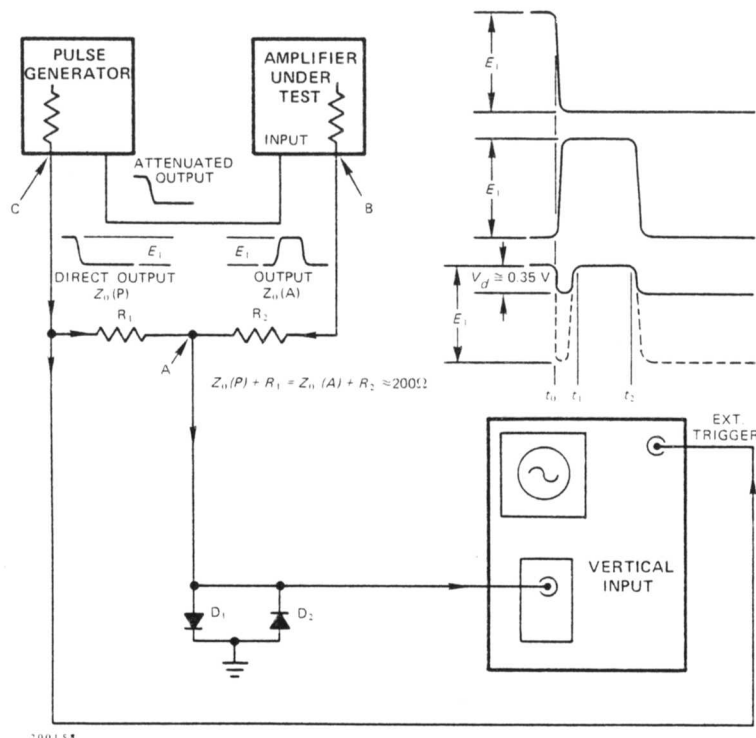 PULSE
GENERATOR
AMPLIFIER
UNDER
TEST
INPUT
ATTENUATED
OUTPUT
C
B
E₁
E₁
DIRECT OUTPUT
Z₀(P)
OUTPUT
Z₀(A)
R₁
R₂
A
Z₀(P) + R₁ = Z₀(A) + R₂ ≈200Ω
E₁
E₁
V_d ≅ 0.35 V
E₁
t₀
t₁
t₂
EXT.
TRIGGER
VERTICAL
INPUT
D₁
D₂